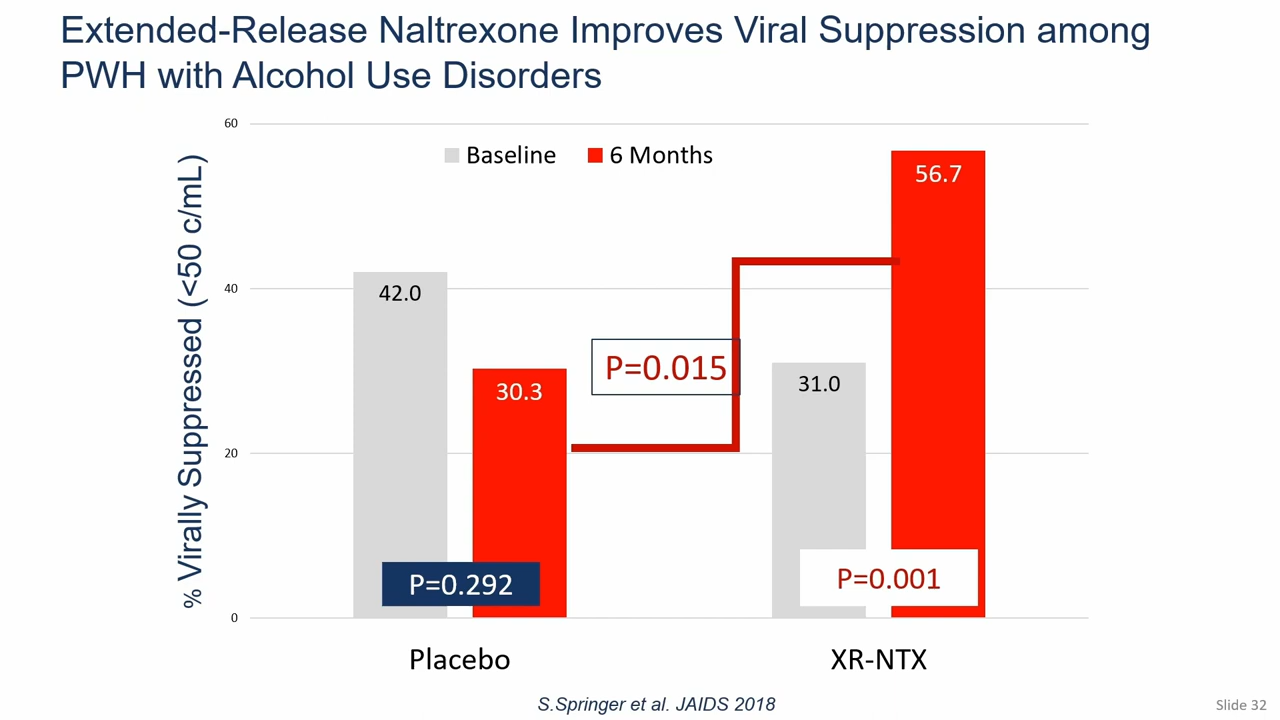 Extended-Release Naltrexone Improves Viral Suppression among
PWH with Alcohol Use Disorders
% Virally Suppressed (<50 c/mL)
60
40
20
0
Baseline
6 Months
42.0
30.3
P=0.292
P=0.015
31.0
56.7
P=0.001
Placebo
XR-NTX
S.Springer et al. JAIDS 2018
Slide 32